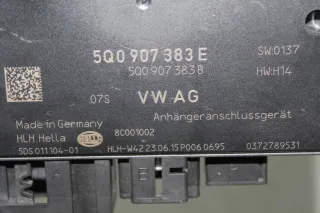 5Q0 907 383 E SW:0137
5Q0 907 383 B HW:H14
07S VW AG
Anhängeranschlussgerät
Made in Germany
HLH Hella 8C001002
5DS 011 104-01 HLH-W42 23.06.15 P006 0695 0372789531